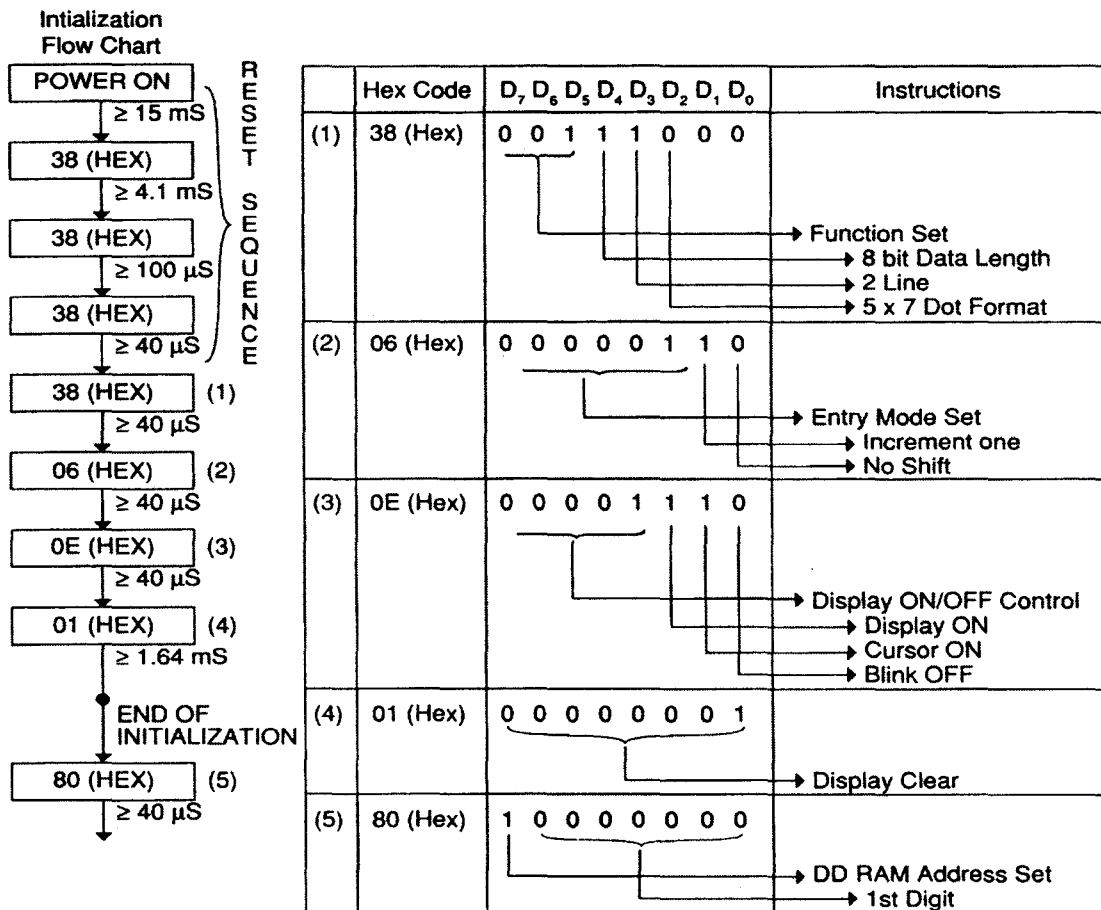 Intialization
Flow Chart
POWER ON
≥ 15 mS
38 (HEX)
≥ 4.1 mS
38 (HEX)
≥ 100 µS
38 (HEX)
≥ 40 µS
RESET SEQUENCE
38 (HEX) (1)
≥ 40 µS
06 (HEX) (2)
≥ 40 µS
0E (HEX) (3)
≥ 40 µS
01 (HEX) (4)
≥ 1.64 mS
END OF
INITIALIZATION
80 (HEX) (5)
≥ 40 µS
Hex Code D₇ D₆ D₅ D₄ D₃ D₂ D₁ D₀ Instructions
(1) 38 (Hex) 0 0 1 1 1 0 0 0
Function Set
8 bit Data Length
2 Line
5 x 7 Dot Format
(2) 06 (Hex) 0 0 0 0 0 1 1 0
Entry Mode Set
Increment one
No Shift
(3) 0E (Hex) 0 0 0 0 1 1 1 0
Display ON/OFF Control
Display ON
Cursor ON
Blink OFF
(4) 01 (Hex) 0 0 0 0 0 0 0 1
Display Clear
(5) 80 (Hex) 1 0 0 0 0 0 0 0
DD RAM Address Set
1st Digit